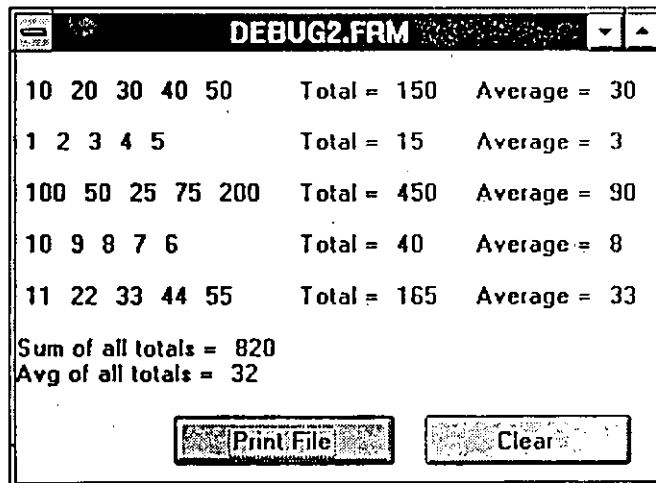 DEBUG2.FRM
10 20 30 40 50 Total = 150 Average = 30
1 2 3 4 5 Total = 15 Average = 3
100 50 25 75 200 Total = 450 Average = 90
10 9 8 7 6 Total = 40 Average = 8
11 22 33 44 55 Total = 165 Average = 33
Sum of all totals = 820
Avg of all totals = 32
Print File Clear